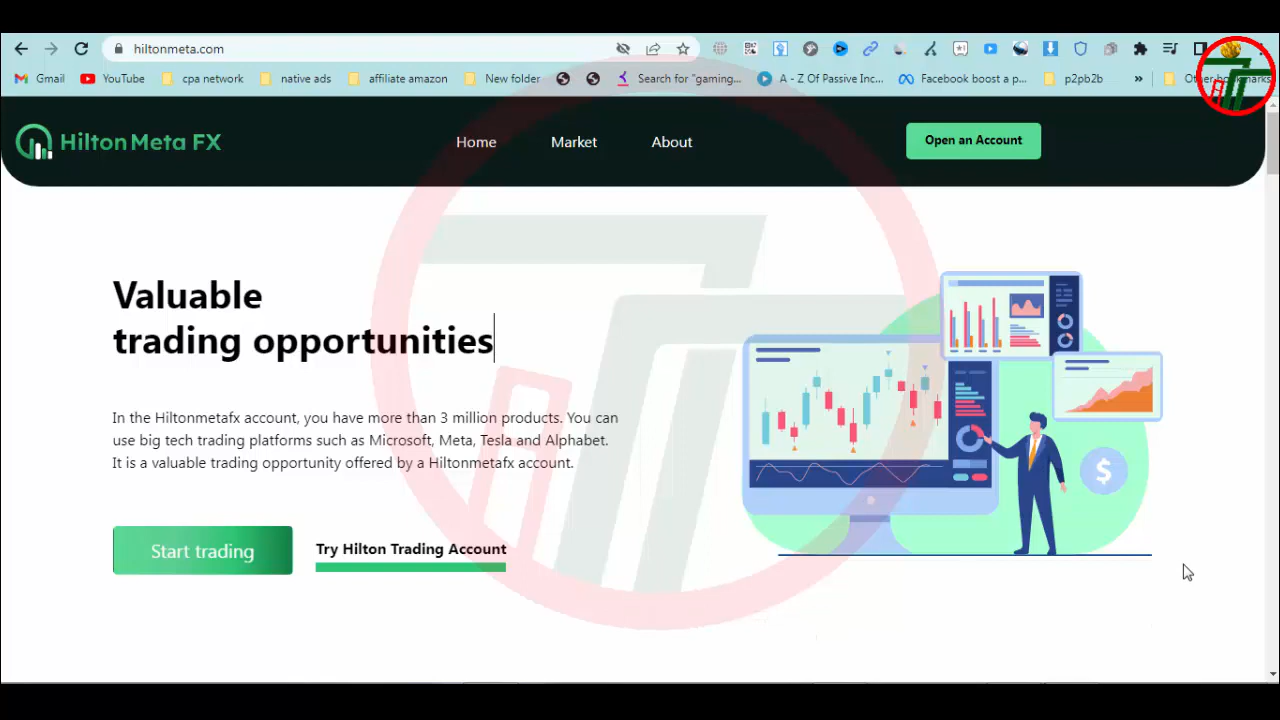 hiltonmeta.com
Gmail
YouTube
cpa network
native ads
affiliate amazon
New folder
Search for "gaming...
A - Z Of Passive Inc...
Facebook boost a p...
p2pb2b
»
Other bookmarks
Hilton Meta FX
Home
Market
About
Open an Account
Valuable
trading opportunities
In the Hiltonmetafx aaount, you have more than 3 million products. You can
use big tech trading platforms such as Microsoft, Meta, Tesla and Alphabet.
It is a valuable trading opportunity offered by a Hiltonmetafx account.
Start trading
Try Hilton Trading Account
$